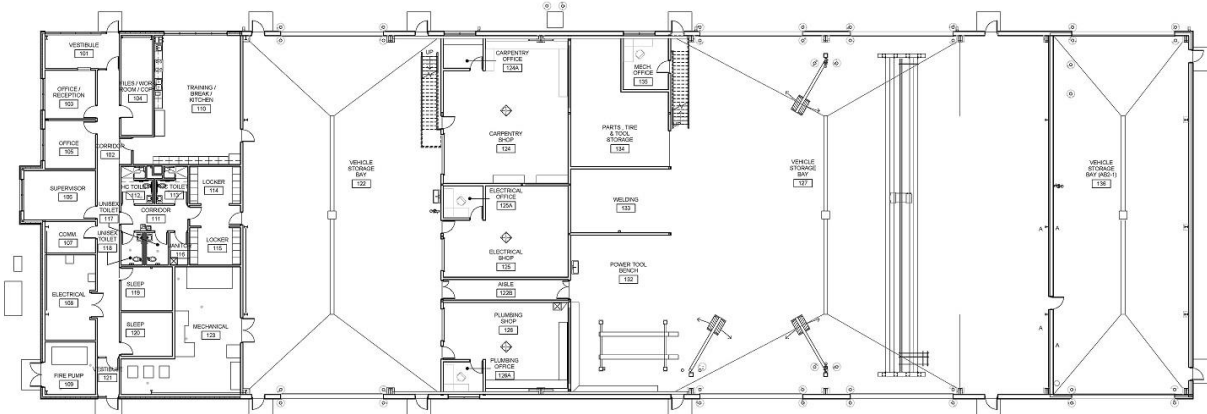 VESTIBULE
101
OFFICE /
RECEPTION
103
FILES / WORK
ROOM / COPY
104
TRAINING /
BREAK /
KITCHEN
110
OFFICE
105
CORRIDOR
102
SUPERVISOR
106
UNISEX
TOILET
117
COMM.
107
UNISEX
TOILET
118
HC TOILET
112
113
LOCKER
114
CORRIDOR
111
LOCKER
115
JANITOR
116
ELECTRICAL
108
SLEEP
119
SLEEP
120
MECHANICAL
123
FIRE PUMP
109
VESTIBULE
121
VEHICLE
STORAGE
BAY
122
UP
CARPENTRY
OFFICE
124A
CARPENTRY
SHOP
124
ELECTRICAL
OFFICE
125A
ELECTRICAL
SHOP
125
AISLE
122B
PLUMBING
SHOP
126
PLUMBING
OFFICE
126A
MECH.
OFFICE
135
PARTS, TIRE
& TOOL
STORAGE
134
WELDING
133
POWER TOOL
BENCH
132
VEHICLE
STORAGE
BAY
127
VEHICLE
STORAGE
BAY (AB2-1)
136
A
A
A
A